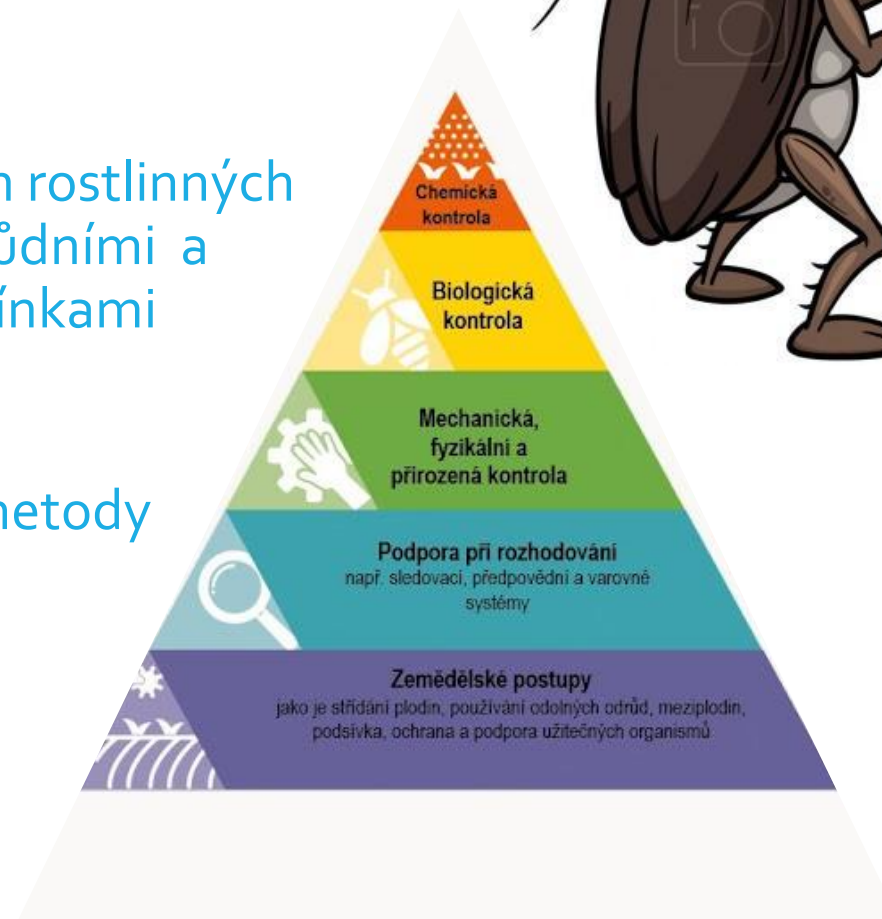 rostlinných
ůdními a
ínkami
etody
Chemická
kontrola
Biologická
kontrola
Mechanická,
fyzikální a
přirozená kontrola
Podpora při rozhodování
např. sledovací, předpovědní a varovné
systémy
Zemědělské postupy
jako je střídání plodin, používání odolných odrůd, meziplodin,
podsívka, ochrana a podpora užitečných organismů